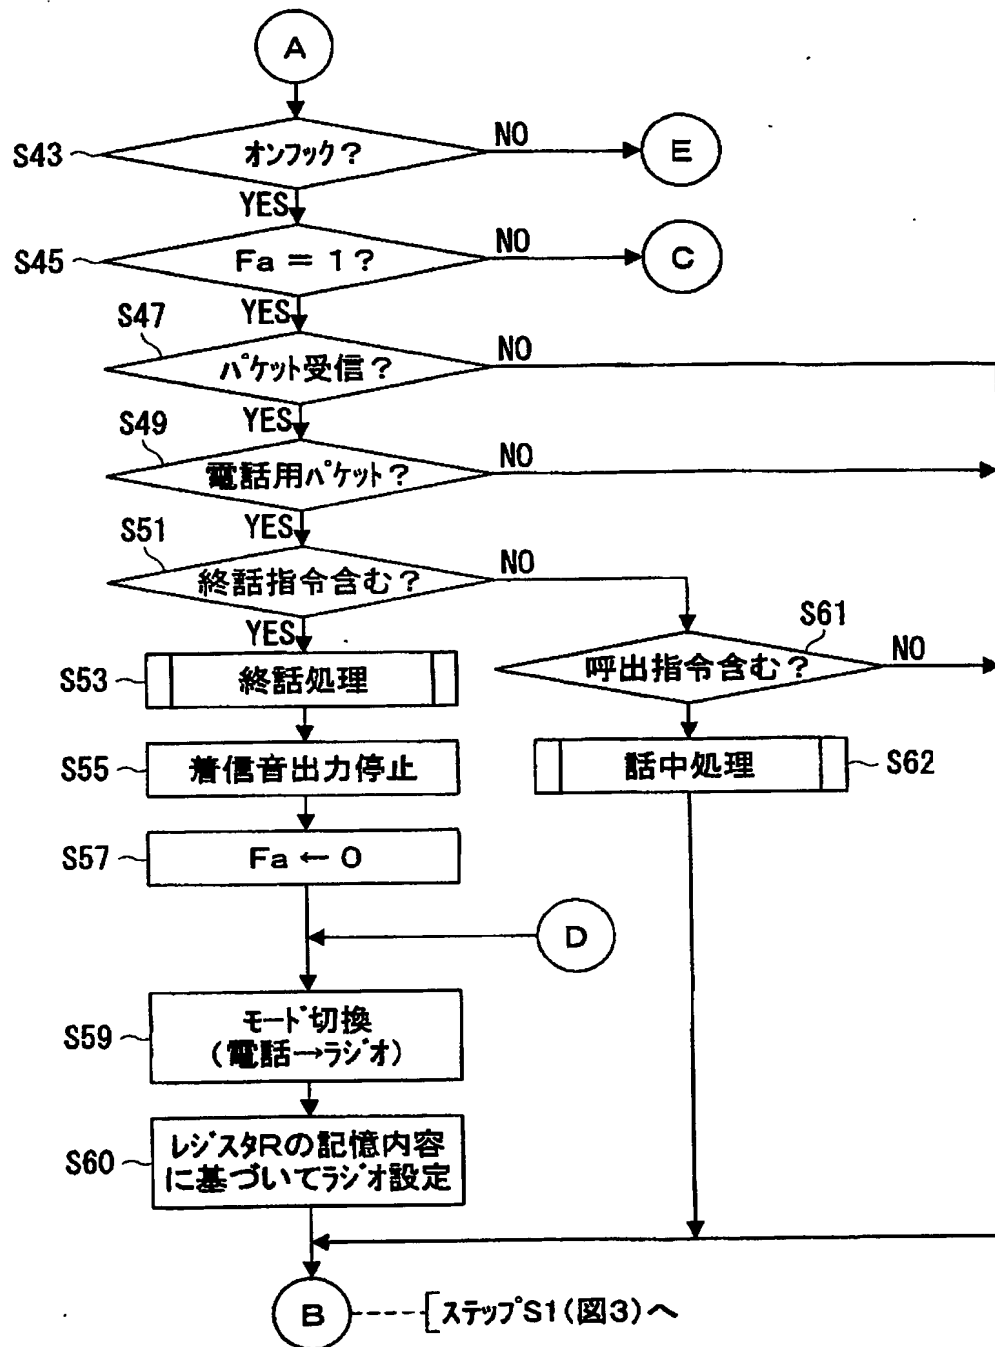 A
S43
オンフック?
NO
E
YES
S45
Fa = 1?
NO
C
YES
S47
パケット受信?
NO
YES
S49
電話用パケット?
NO
YES
S51
終話指令含む?
NO
YES
S61
呼出指令含む?
NO
S53
終話処理
S55
着信音出力停止
話中処理
S62
S57
Fa ← 0
D
S59
モード切換
(電話→ラジオ)
S60
レジスタRの記憶内容
に基づいてラジオ設定
B
ステップS1(図3)へ